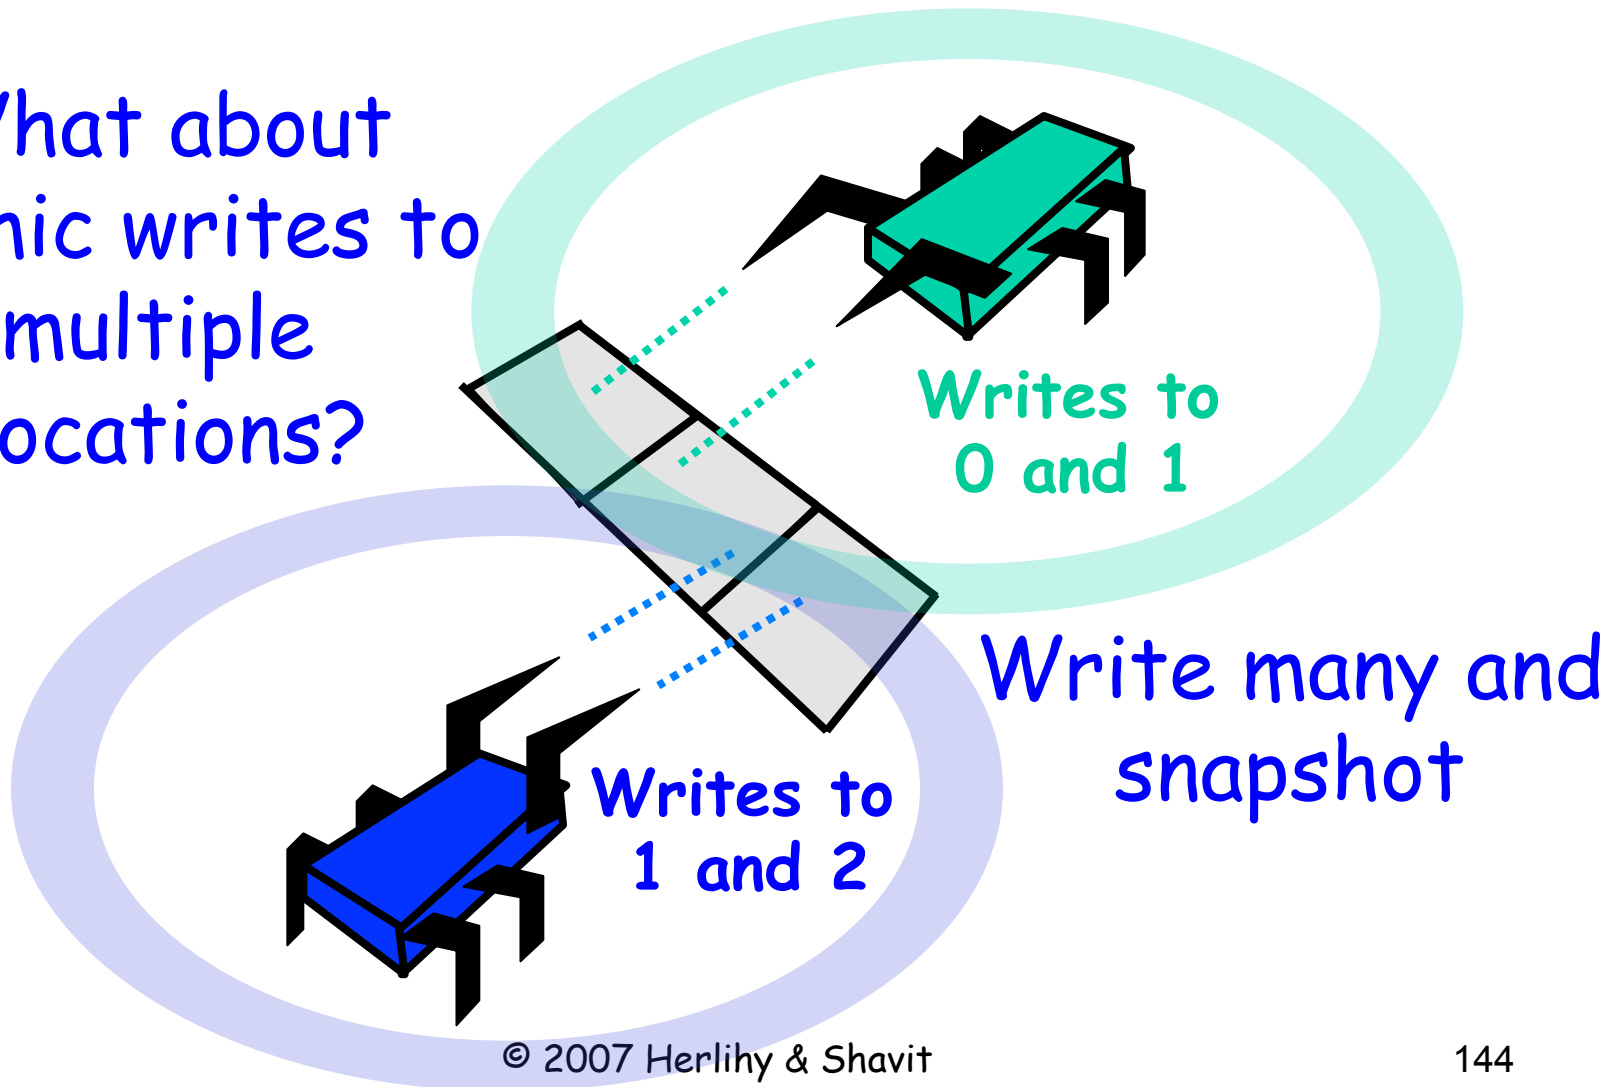 hat about
nic writes to
multiple
ocations?
Writes to
0 and 1
Write many and
snapshot
Writes to
1 and 2
© 2007 Herlihy & Shavit
144